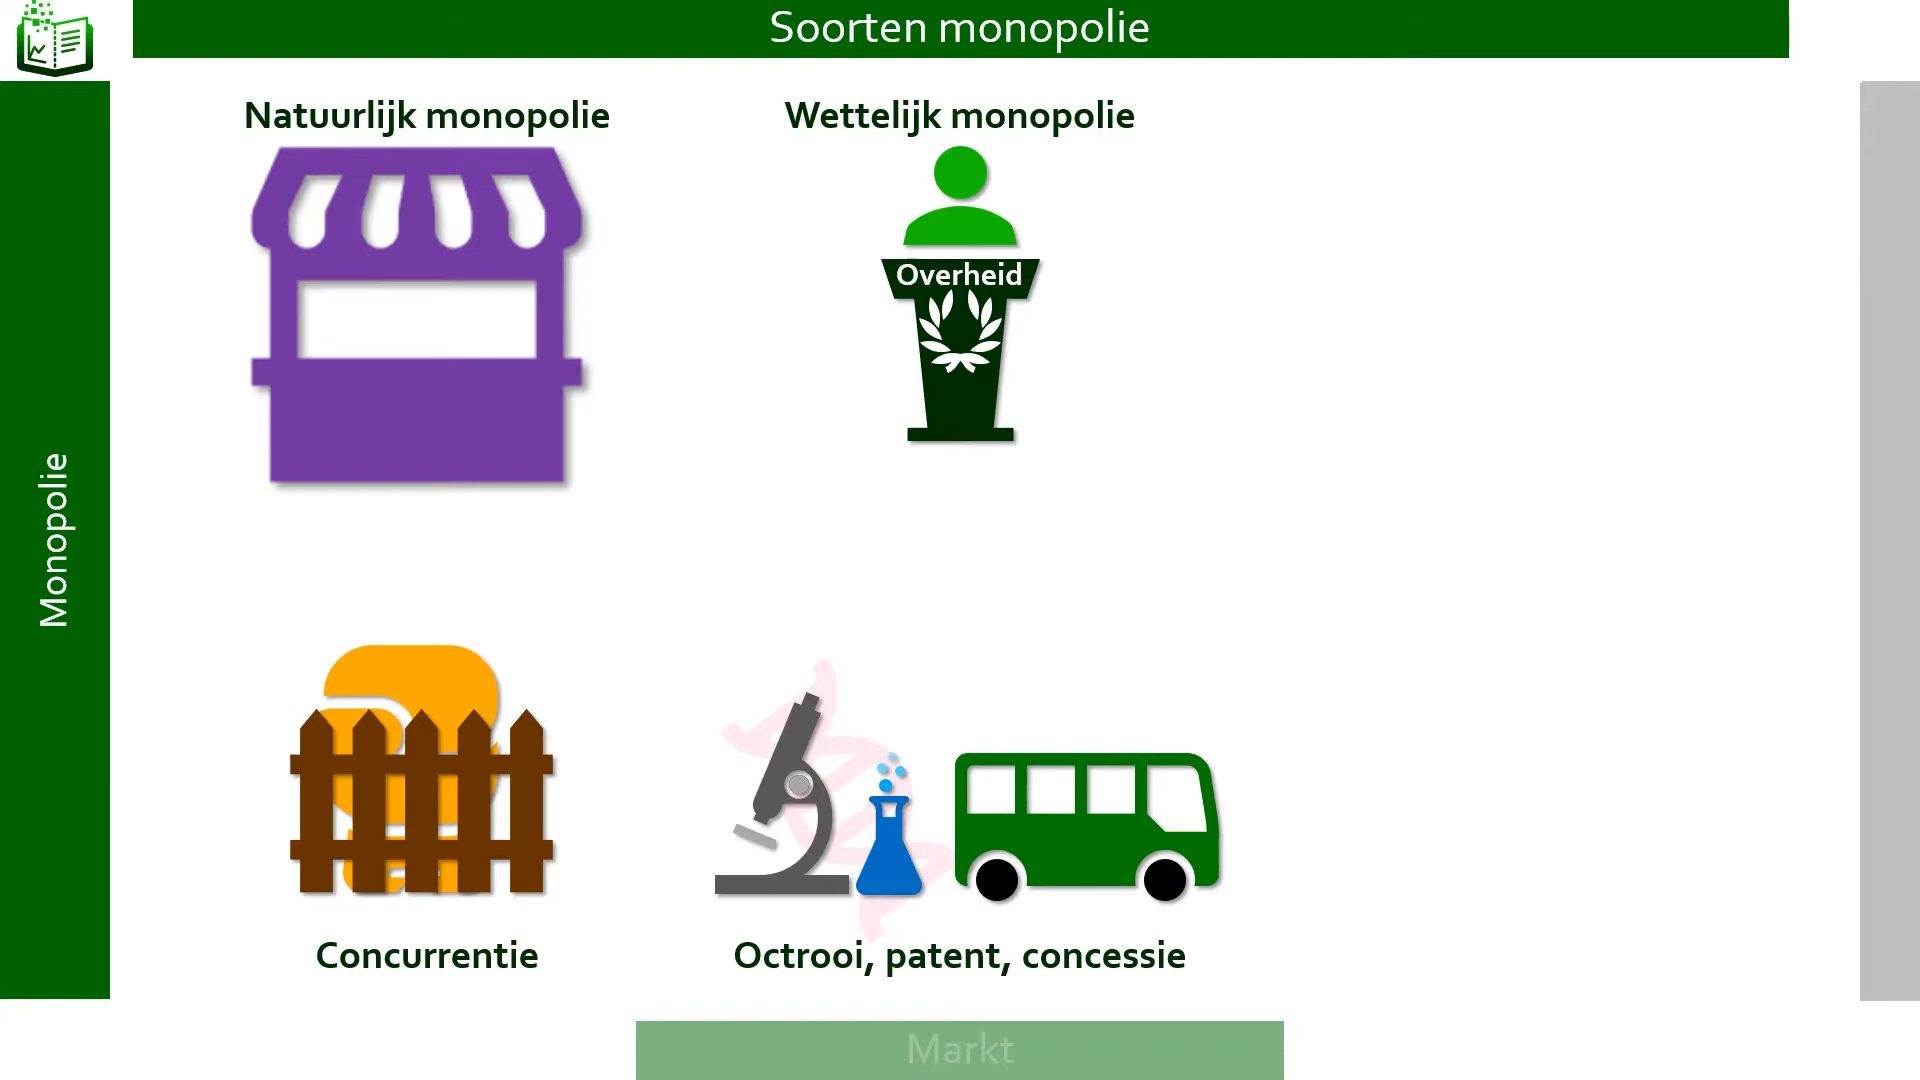 Soorten monopolie
Natuurlijk monopolie
Wettelijk monopolie
Overheid
Monopolie
Concurrentie
Octrooi, patent, concessie
Markt